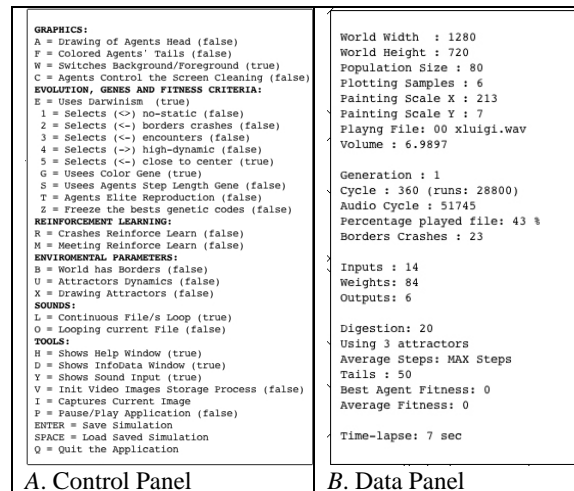 GRAPHICS:
A = Drawing of Agents Head (false)
F = Colored Agents' Tails (false)
W = Switches Background/Foreground (true)
C = Agents Control the Screen Cleaning (false)
EVOLUTION, GENES AND FITNESS CRITERIA:
E = Uses Darwinism (true)
1 = Selects (<>) no-static (false)
2 = Selects (<-) borders crashes (false)
3 = Selects (<-) encounters (false)
4 = Selects (->) high-dynamic (false)
5 = Selects (<-) close to center (true)
G = Usees Color Gene (true)
S = Usees Agents Step Length Gene (false)
T = Agents Elite Reproduction (false)
Z = Freeze the bests genetic codes (false)
REINFORCEMENT LEARNING:
R = Crashes Reinforce Learn (false)
M = Meeting Reinforce Learn (false)
ENVIROMENTAL PARAMETERS:
B = World has Borders (false)
U = Attractors Dynamics (false)
X = Drawing Attractors (false)
SOUNDS:
L = Continuous File/s Loop (true)
O = Looping current File (false)
TOOLS:
H = Shows Help Window (true)
D = Shows InfoData Window (true)
Y = Shows Sound Input (true)
V = Init Video Images Storage Process (false)
I = Captures Current Image
P = Pause/Play Application (false)
ENTER = Save Simulation
SPACE = Load Saved Simulation
Q = Quit the Application
A. Control Panel
World Width : 1280
World Height : 720
Population Size : 80
Plotting Samples : 6
Painting Scale X : 213
Painting Scale Y : 7
Playng File: 00 xluigi.wav
Volume : 6.9897
Generation : 1
Cycle : 360 (runs: 28800)
Audio Cycle : 51745
Percentage played file: 43 %
Borders Crashes : 23
Inputs : 14
Weights: 84
Outputs: 6
Digestion: 20
Using 3 attractors
Average Steps: MAX Steps
Tails : 50
Best Agent Fitness: 0
Average Fitness: 0
Time-lapse: 7 sec
B. Data Panel